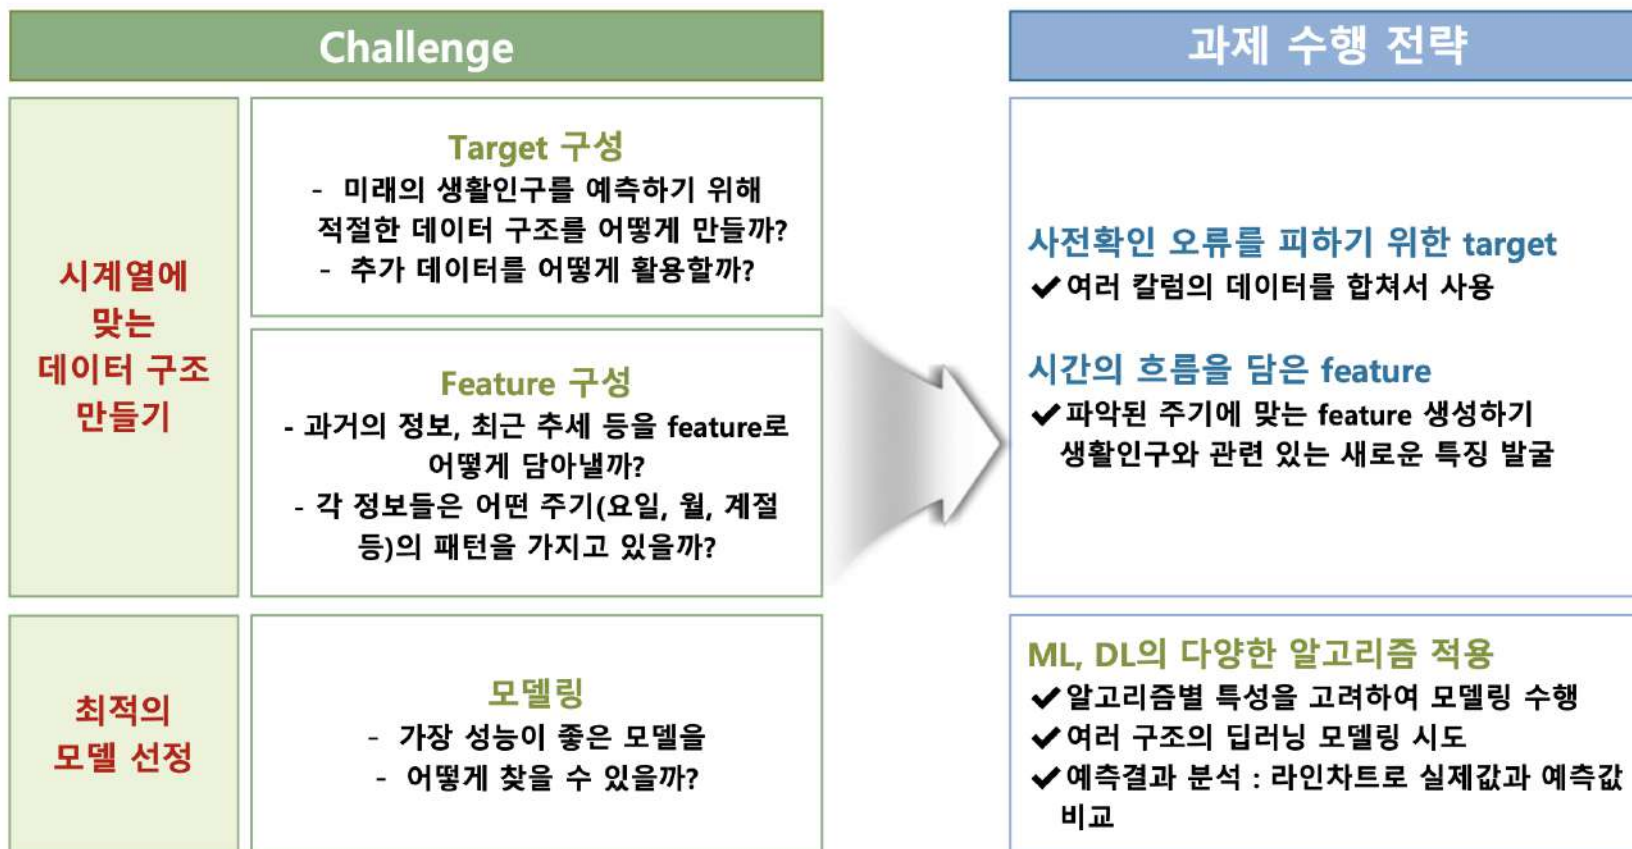 Challenge
시계열에
맞는
데이터 구조
만들기
Target 구성
- 미래의 생활인구를 예측하기 위해
적절한 데이터 구조를 어떻게 만들까?
- 추가 데이터를 어떻게 활용할까?
Feature 구성
- 과거의 정보, 최근 추세 등을 feature로
어떻게 담아낼까?
- 각 정보들은 어떤 주기(요일, 월, 계절
등)의 패턴을 가지고 있을까?
최적의
모델 선정
모델링
- 가장 성능이 좋은 모델을
- 어떻게 찾을 수 있을까?
과제 수행 전략
사전확인 오류를 피하기 위한 target
✔여러 칼럼의 데이터를 합쳐서 사용
시간의 흐름을 담은 feature
✔파악된 주기에 맞는 feature 생성하기
생활인구와 관련 있는 새로운 특징 발굴
ML, DL의 다양한 알고리즘 적용
✔알고리즘별 특성을 고려하여 모델링 수행
✔여러 구조의 딥러닝 모델링 시도
✔예측결과 분석 : 라인차트로 실제값과 예측값
비교